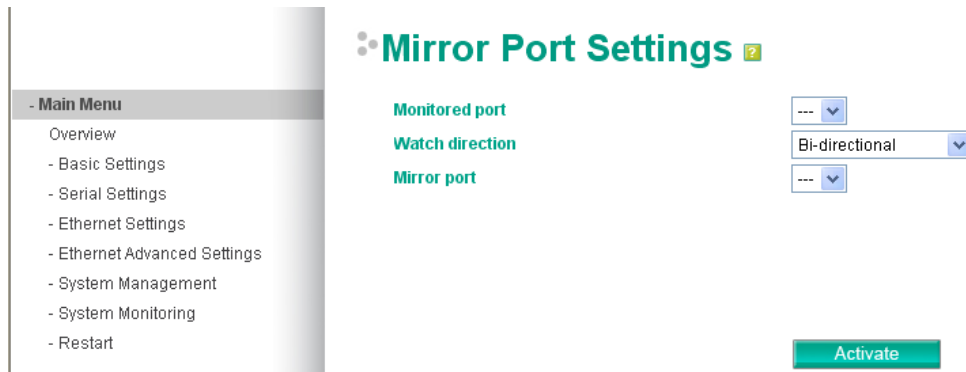 Mirror Port Settings ?
- Main Menu
Overview
- Basic Settings
- Serial Settings
- Ethernet Settings
- Ethernet Advanced Settings
- System Management
- System Monitoring
- Restart
Monitored port ---
Watch direction Bi-directional
Mirror port ---
Activate